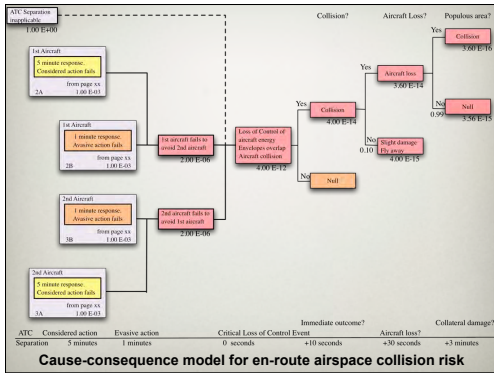 ATC Separation
inapplicable
1.00 E+00
Collision?
Aircraft Loss?
Populous area?
1st Aircraft
5 minute response.
Considered action fails
from page xx
2A 1.00 E-03
1st Aircraft
1 minute response.
Avasive action fails
from page xx
2B 1.00 E-03
1st aircraft fails to
avoid 2nd aircraft
2.00 E-06
2nd Aircraft
1 minute response.
Avasive action fails
from page xx
3B 1.00 E-03
2nd aircraft fails to
avoid 1st aircraft
2.00 E-06
2nd Aircraft
5 minute response.
Considered action fails
from page xx
3A 1.00 E-03
Loss of Control of
aircraft energy
Envelopes overlap
Aircraft collision
4.00 E-12
Yes
Collision
4.00 E-14
No
Null
Yes
Aircraft loss
3.60 E-14
No
0.10
Slight damage
Fly away
4.00 E-15
Yes
Collision
3.60 E-16
No
0.99
Null
3.56 E-15
Immediate outcome?
Collateral damage?
ATC Considered action Evasive action Critical Loss of Control Event Aircraft loss?
Separation 5 minutes 1 minutes 0 seconds +10 seconds +30 seconds +3 minutes
Cause-consequence model for en-route airspace collision risk